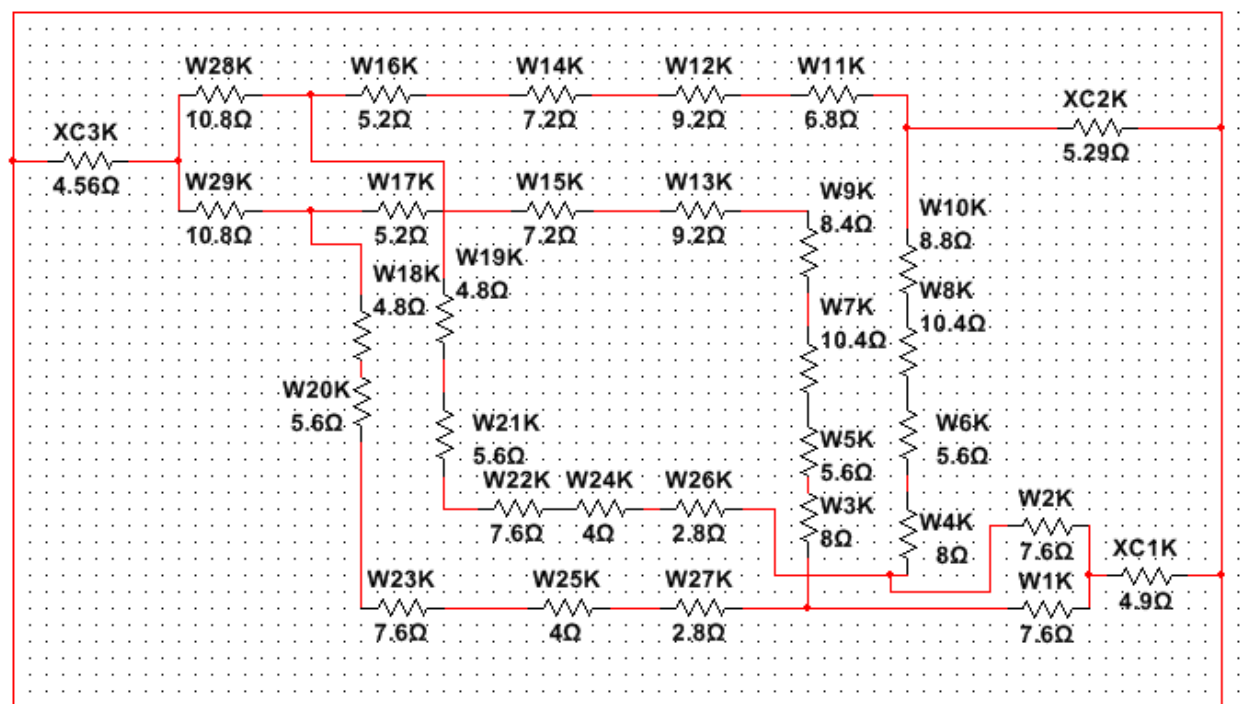 W28K
10.8Ω
W16K
5.2Ω
W14K
7.2Ω
W12K
9.2Ω
W11K
6.8Ω
XC2K
5.29Ω
XC3K
4.56Ω
W29K
10.8Ω
W17K
5.2Ω
W15K
7.2Ω
W13K
9.2Ω
W9K
8.4Ω
W10K
8.8Ω
W18K
4.8Ω
W19K
4.8Ω
W7K
10.4Ω
W8K
10.4Ω
W20K
5.6Ω
W21K
5.6Ω
W5K
5.6Ω
W6K
5.6Ω
W22K
7.6Ω
W24K
4Ω
W26K
2.8Ω
W3K
8Ω
W4K
8Ω
W2K
7.6Ω
XC1K
4.9Ω
W23K
7.6Ω
W25K
4Ω
W27K
2.8Ω
W1K
7.6Ω